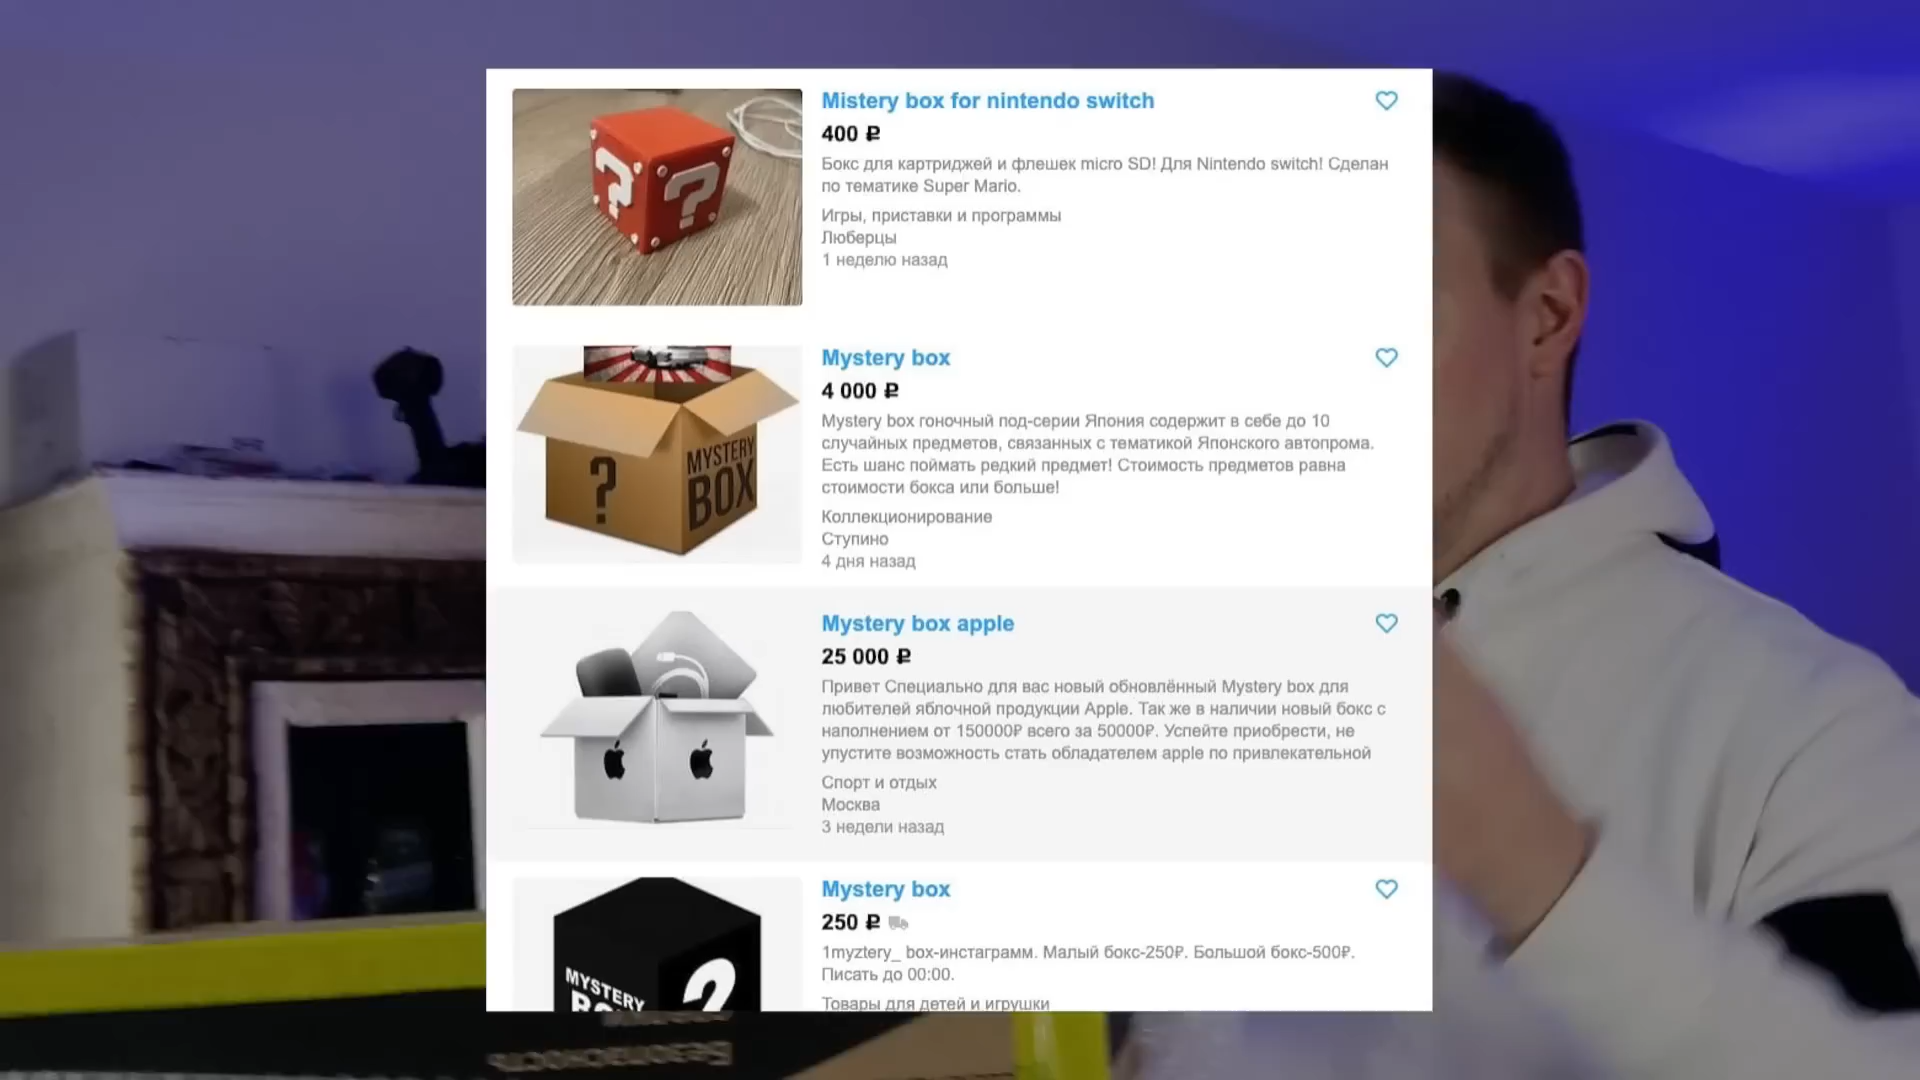 Mistery box for nintendo switch
400 ₽
Бокс для картриджей и флешек micro SD! Для Nintendo switch! Сделан
по тематике Super Mario.
Игры, приставки и программы
Люберцы
1 неделю назад
Mystery box
4 000 ₽
Mystery box гоночный под-серии Япония содержит в себе до 10
случайных предметов, связанных с тематикой Японского автопрома.
Есть шанс поймать редкий предмет! Стоимость предметов равна
стоимости бокса или больше!
Коллекционирование
Ступино
4 дня назад
? MYSTERY
BOX
Mystery box apple
25 000 ₽
Привет Специально для вас новый обновлённый Mystery box для
любителей яблочной продукции Apple. Так же в наличии новый бокс с
наполнением от 150000₽ всего за 50000₽. Успейте приобрести, не
упустите возможность стать обладателем apple по привлекательной
Спорт и отдых
Москва
3 недели назад
Mystery box
250 ₽
1myztery_ box-инстаграмм. Малый бокс-250₽. Большой бокс-500₽.
Писать до 00:00.
Товары для детей и игрушки
MYSTERY
BOX
?
Безопасность